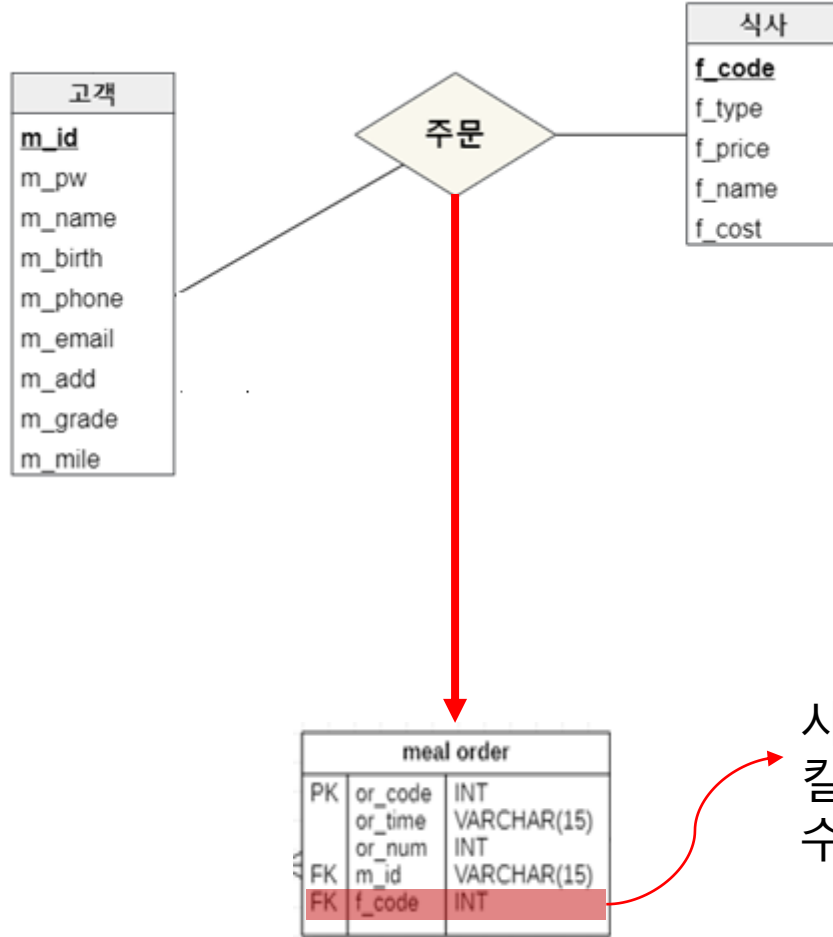 고객
m_id
m_pw
m_name
m_birth
m_phone
m_email
m_add
m_grade
m_mile
주문
식사
f_code
f_type
f_price
f_name
f_cost
meal order
PK or_code INT
or_time VARCHAR(15)
or_num INT
FK m_id VARCHAR(15)
FK f_code INT